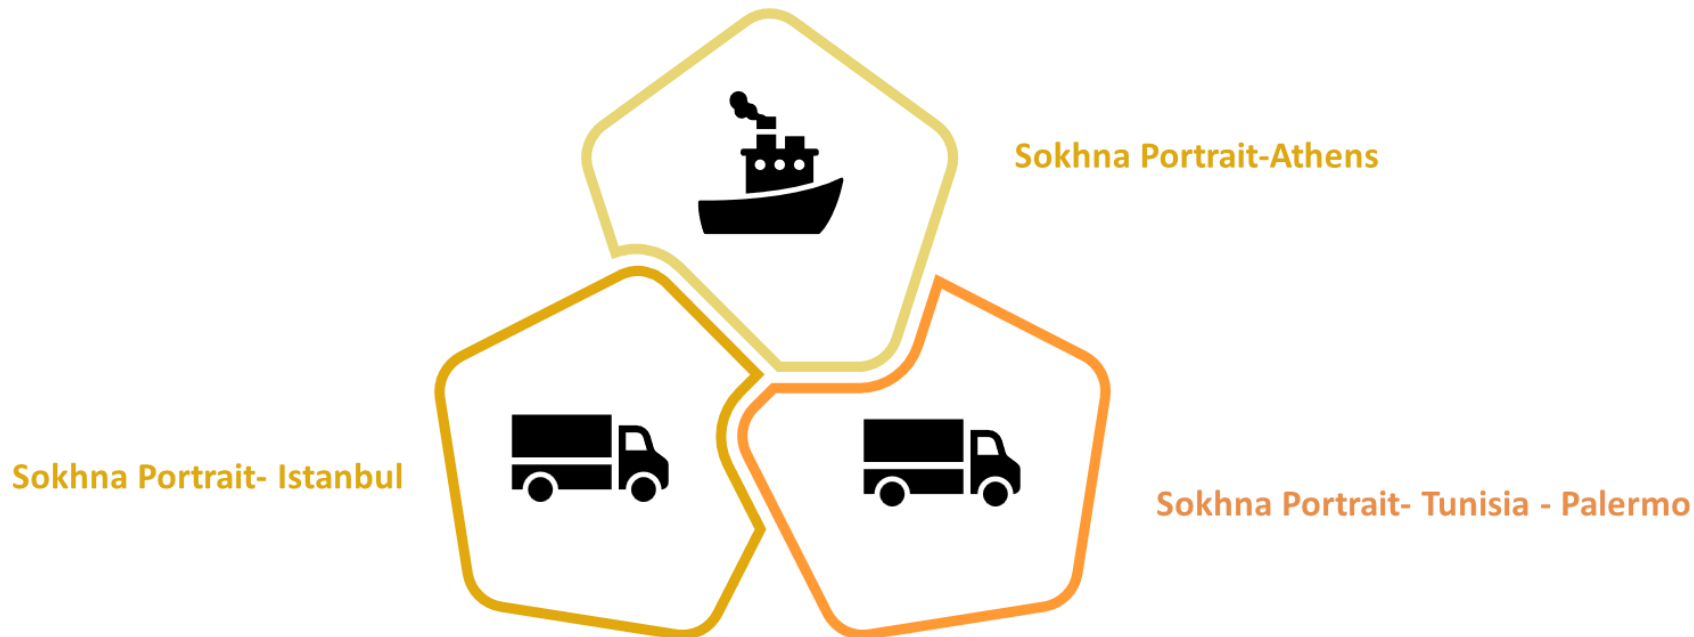 Sokhna Portrait-Athens
Sokhna Portrait- Istanbul
Sokhna Portrait- Tunisia - Palermo